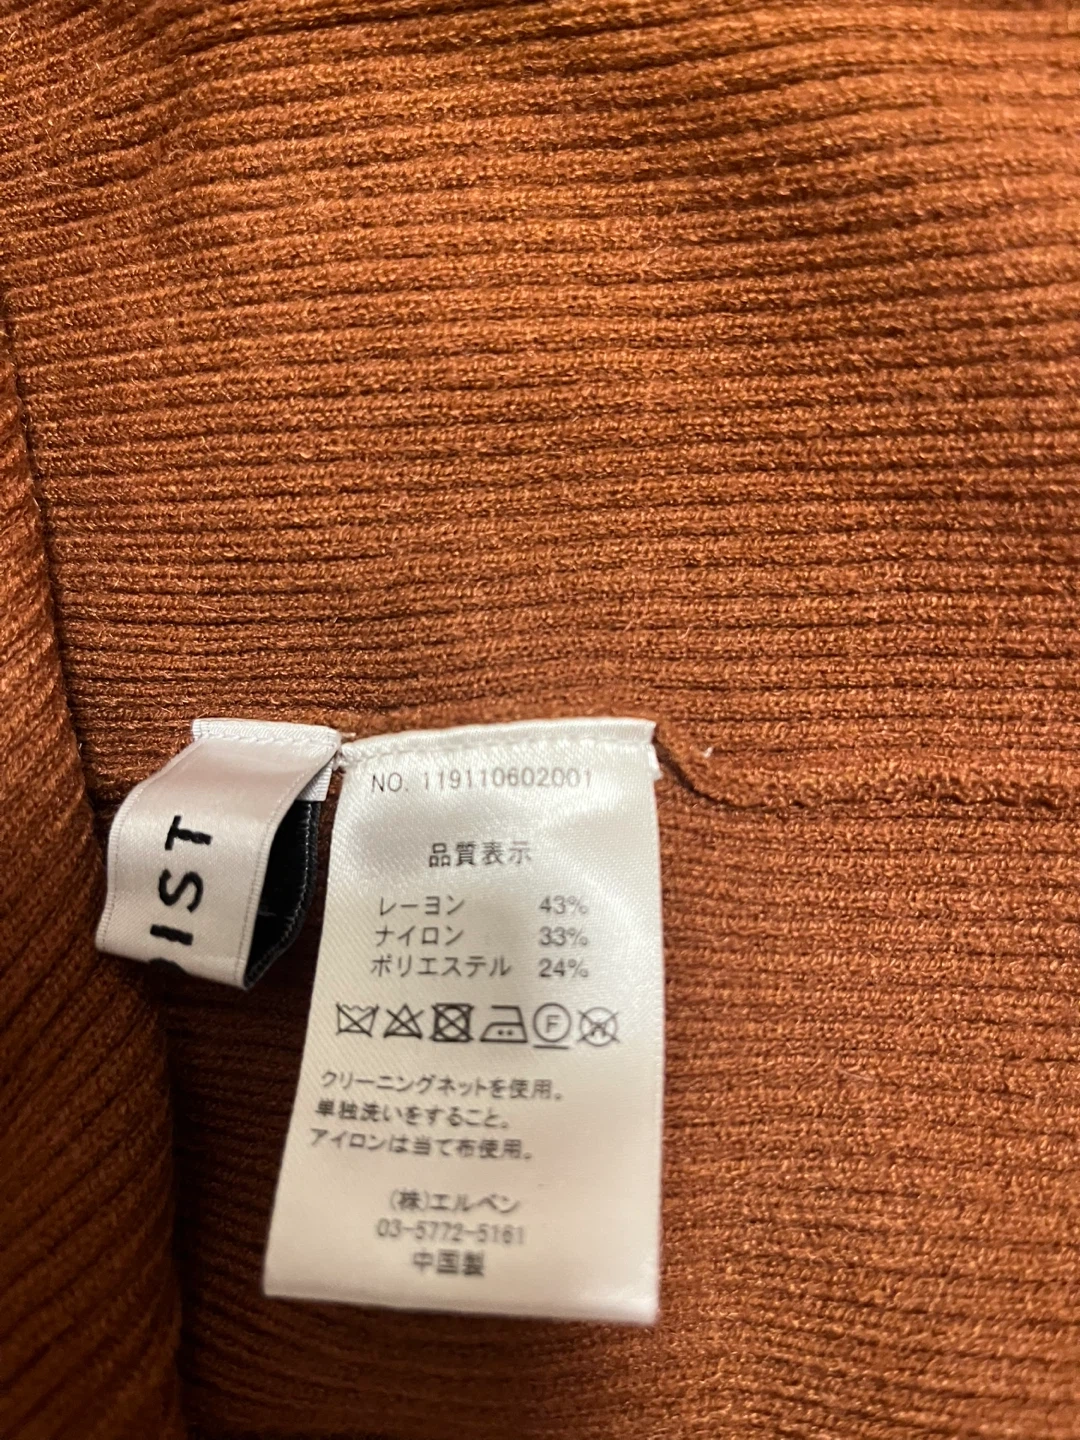 NO. 119110602001
品質表示
レーヨン 43%
ナイロン 33%
ポリエステル 24%
F W
クリーニングネットを使用。
単独洗いをすること。
アイロンは当て布使用。
(株)エルベン
03-5772-5161
中国製
IST